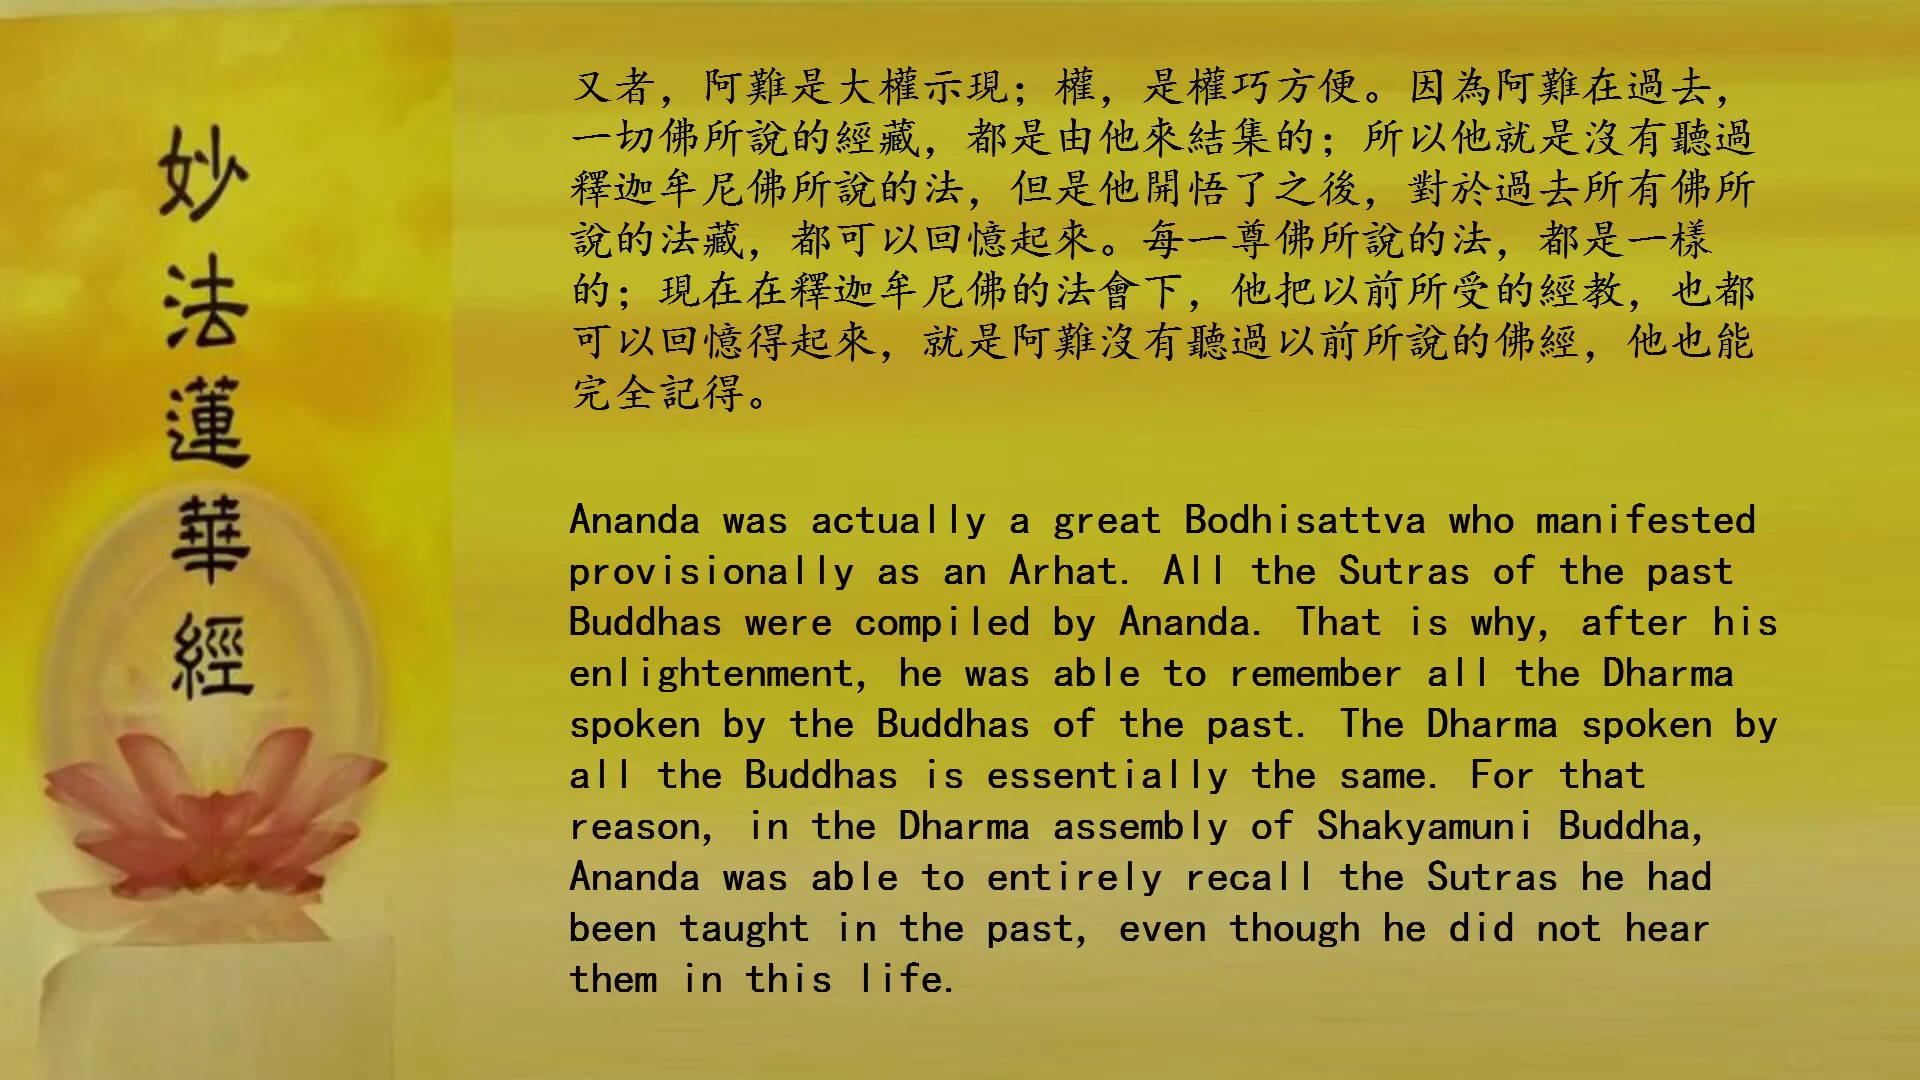 妙法蓮華經
又者，阿難是大權示現；權，是權巧方便。因為阿難在過去，
一切佛所說的經藏，都是由他來結集的；所以他就是沒有聽過
釋迦牟尼佛所說的法，但是他開悟了之後，對於過去所有佛所
說的法藏，都可以回憶起來。每一尊佛所說的法，都是一樣
的；現在在釋迦牟尼佛的法會下，他把以前所受的經教，也都
可以回憶得起來，就是阿難沒有聽過以前所說的佛經，他也能
完全記得。
Ananda was actually a great Bodhisattva who manifested
provisionally as an Arhat. All the Sutras of the past
Buddhas were compiled by Ananda. That is why, after his
enlightenment, he was able to remember all the Dharma
spoken by the Buddhas of the past. The Dharma spoken by
all the Buddhas is essentially the same. For that
reason, in the Dharma assembly of Shakyamuni Buddha,
Ananda was able to entirely recall the Sutras he had
been taught in the past, even though he did not hear
them in this life.